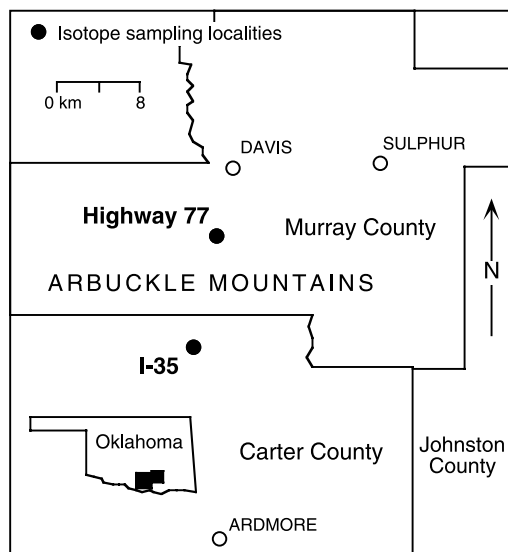 Isotope sampling localities
0 km 8
DAVIS
SULPHUR
Highway 77
Murray County
ARBUCKLE MOUNTAINS
N
I-35
Oklahoma
Carter County
Johnston
County
ARDMORE